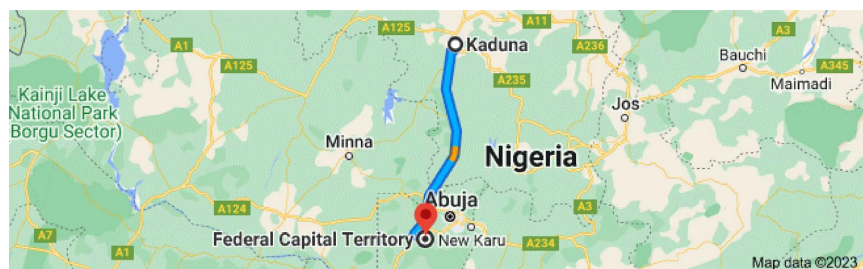 A125
A11
A1
Kaduna
A236
A3
A125
A235
Bauchi
A345
Maimadi
Kainji Lake
National Park
(Borgu Sector)
Jos
Minna
Nigeria
Abuja
A124
A3
Federal Capital Territory
New Karu
A7
A1
A234
Map data ©2023